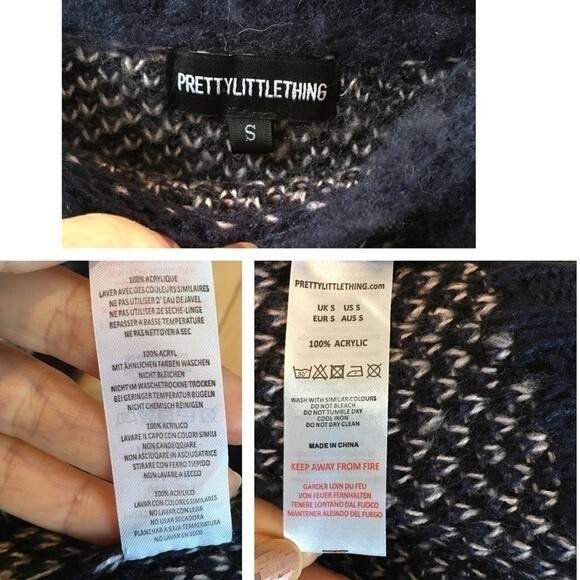 PRETTYLITTLETHING
S
100% ACRYLIQUE
LAVER AVEC DES COULEURS SIMILAIRES
NE PAS UTILISER D'EAU DE JAVEL
NE PAS UTILISER DE SECHE-LINGE
REPASSER A BASSE TEMPERATURE
NE PAS NETTOYER A SEC
100% ACRYL
MIT ÄHNLICHEN FARBEN WASCHEN
NICHT BLEICHEN
NICHT IM WASCHETROCKNE TROCKEN
BEI GERINGER TEMPERATUR BUGELN
NICHT CHEMISCH REINIGEN
100% ACRILICO
LAVARE IL CAPO CON COLORI SIMILI
NON CANDEQQIARE
NON ASCIUGARE IN ASCIUGATRICE
STIRARE CON FERRO TIEPIDO
NON LAVARE A SECCO
100% ACRILISCO
LAVAR CON COLORES SIMILARES
NO LAVAR CON LEJIA
NO USAR SECADORA
PLANCHAR A BAJA TEMPERATURA
NO LAVAR EN SECO
PRETTYLITTLETHING.com
UK S US S
EUR S AUS S
100% ACRYLIC
WASH WITH SIMILAR COLOURS
DO NOT BLEACH
DO NOT TUMBLE DRY
COOL IRON
DO NOT DRY CLEAN
MADE IN CHINA
KEEP AWAY FROM FIRE
GARDER LOIN DU FEU
VON FEUER FERNHALTEN
TENERE LONTANO DAL FUOCO
MANTENER ALEJADO DEL FUEGO